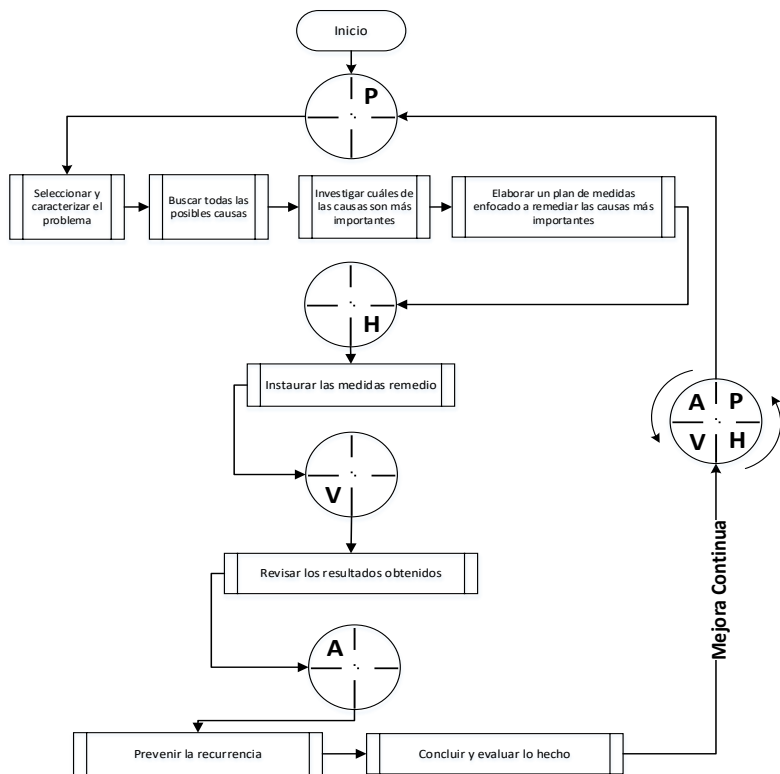 Inicio
P
Seleccionar y
caracterizar el
problema
Buscar todas las
posibles causas
Investigar cuáles de
las causas son más
importantes
Elaborar un plan de medidas
enfocado a remediar las causas más
importantes
H
Instaurar las medidas remedio
A P
V H
V
Revisar los resultados obtenidos
A
Mejora Continua
Prevenir la recurrencia
Concluir y evaluar lo hecho